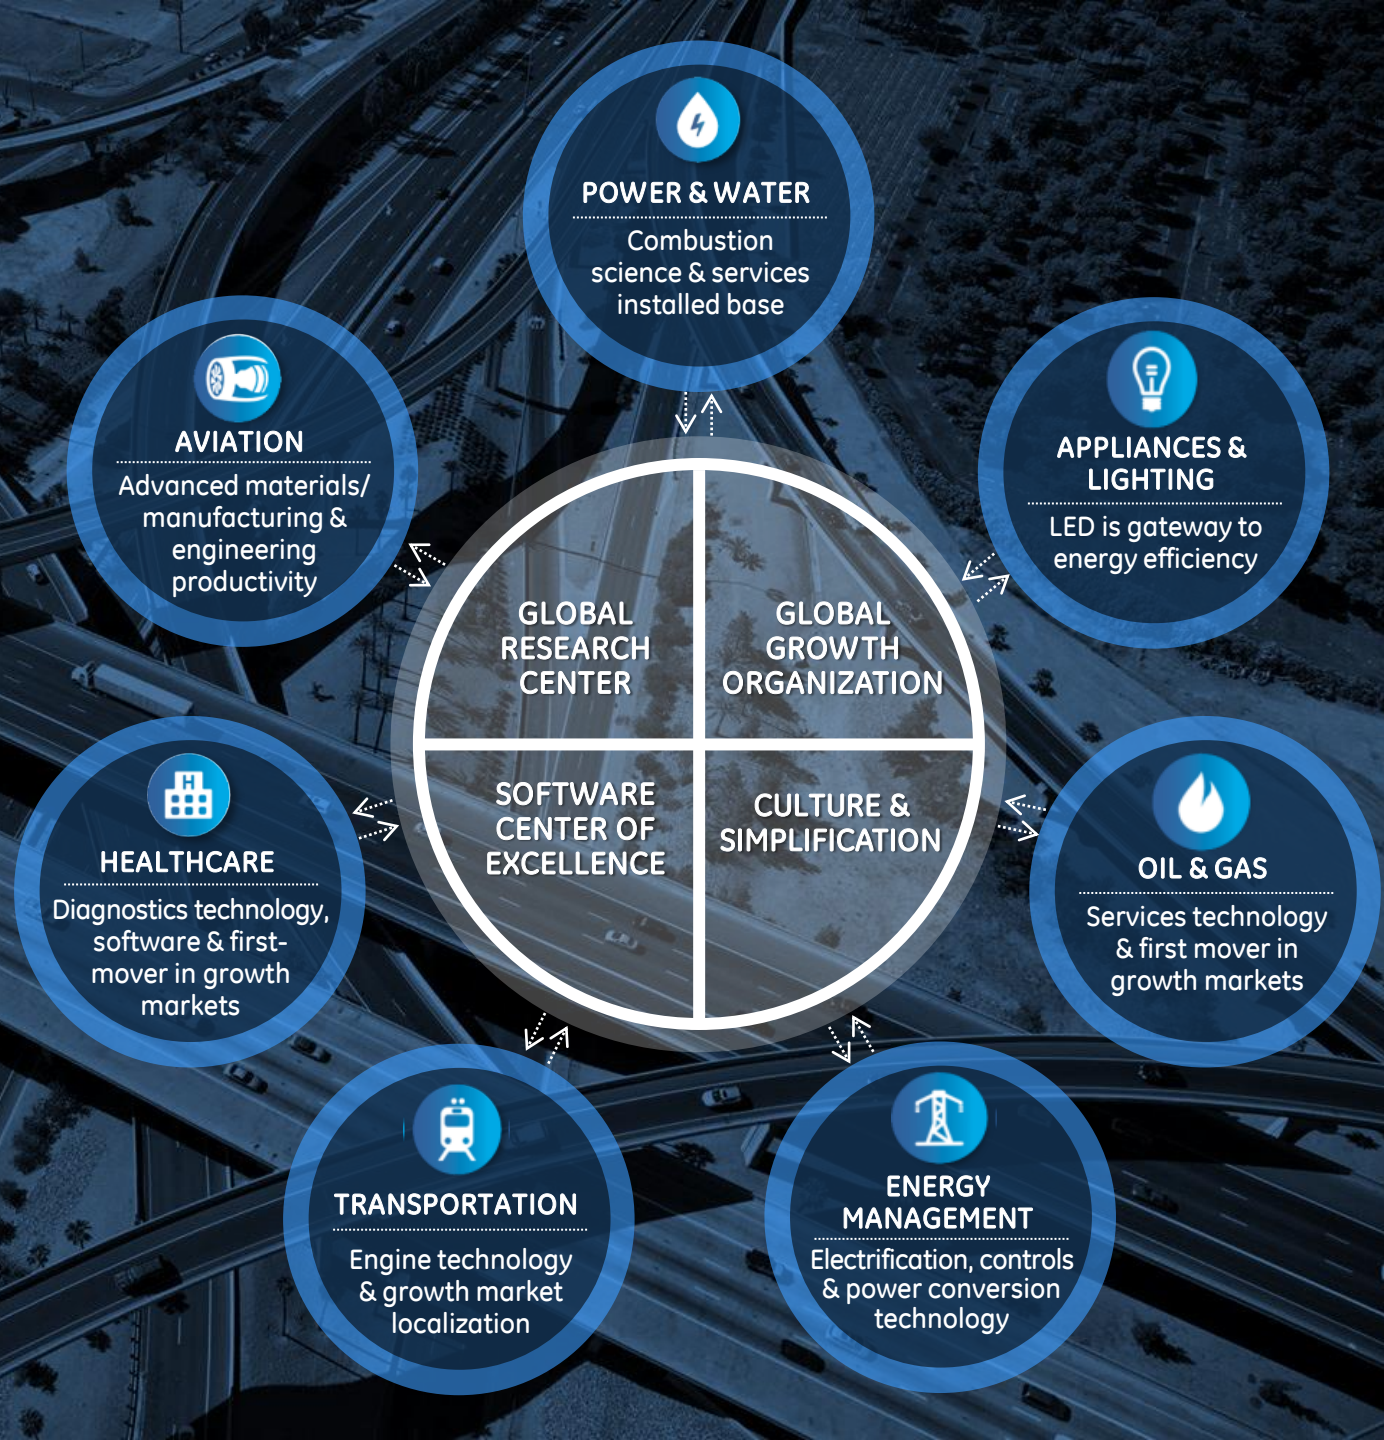 POWER & WATER
Combustion
science & services
installed base
AVIATION
Advanced materials/
manufacturing &
engineering
productivity
APPLIANCES &
LIGHTING
LED is gateway to
energy efficiency
GLOBAL
RESEARCH
CENTER
GLOBAL
GROWTH
ORGANIZATION
SOFTWARE
CENTER OF
EXCELLENCE
CULTURE &
SIMPLIFICATION
H
HEALTHCARE
Diagnostics technology,
software & first-
mover in growth
markets
OIL & GAS
Services technology
& first mover in
growth markets
TRANSPORTATION
Engine technology
& growth market
localization
ENERGY
MANAGEMENT
Electrification, controls
& power conversion
technology